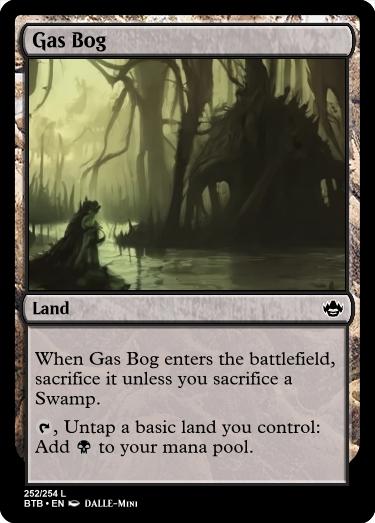 Gas Bog
Land
When Gas Bog enters the battlefield,
sacrifice it unless you sacrifice a
Swamp.
, Untap a basic land you control:
Add to your mana pool.
252/254 L
BTB • EN DALLE-Mini